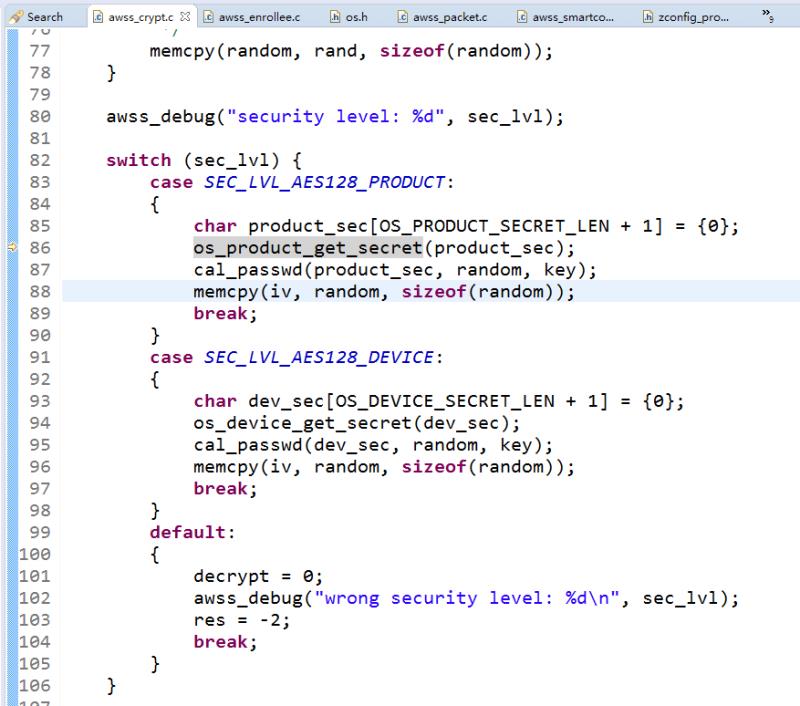 Search awss_crypt.c awss_enrollee.c os.h awss_packet.c awss_smartco... zconfig_pro... »9
76 */
77 memcpy(random, rand, sizeof(random));
78 }
79
80 awss_debug("security level: %d", sec_lvl);
81
82 switch (sec_lvl) {
83 case SEC_LVL_AES128_PRODUCT:
84 {
85 char product_sec[OS_PRODUCT_SECRET_LEN + 1] = {0};
86 os_product_get_secret(product_sec);
87 cal_passwd(product_sec, random, key);
88 memcpy(iv, random, sizeof(random));
89 break;
90 }
91 case SEC_LVL_AES128_DEVICE:
92 {
93 char dev_sec[OS_DEVICE_SECRET_LEN + 1] = {0};
94 os_device_get_secret(dev_sec);
95 cal_passwd(dev_sec, random, key);
96 memcpy(iv, random, sizeof(random));
97 break;
98 }
99 default:
100 {
101 decrypt = 0;
102 awss_debug("wrong security level: %d\n", sec_lvl);
103 res = -2;
104 break;
105 }
106 }
107